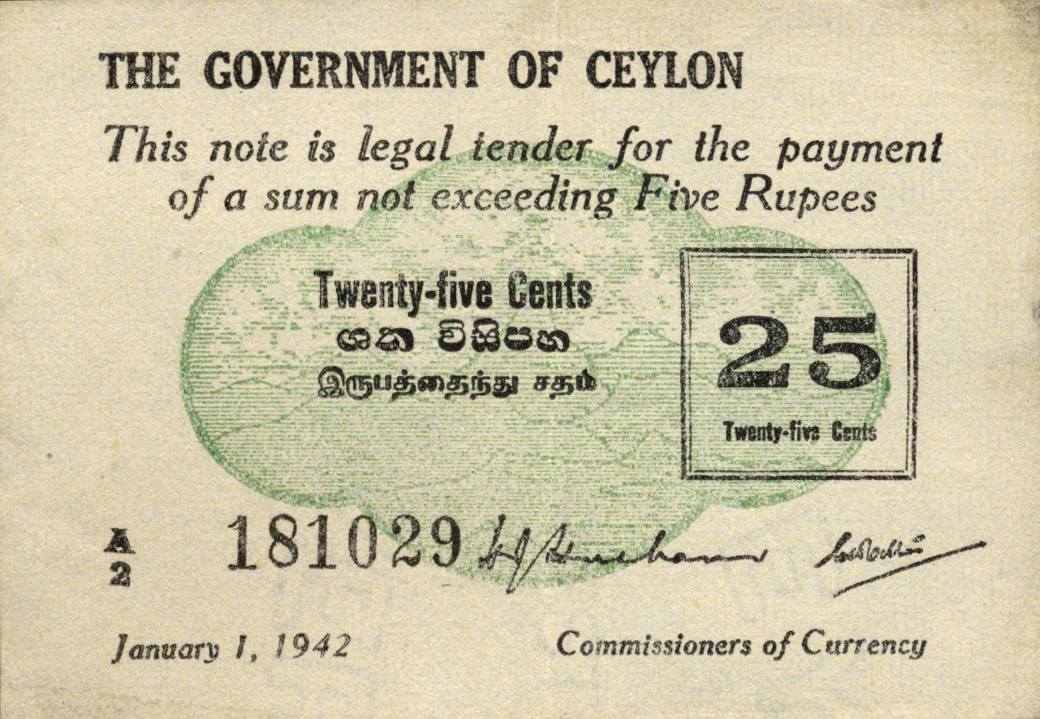 THE GOVERNMENT OF CEYLON
This note is legal tender for the payment
of a sum not exceeding Five Rupees
Twenty-five Cents
ශත විසිපහ
இருபத்தைந்து சதம்
25
Twenty-five Cents
A
2
181029
January 1, 1942
Commissioners of Currency